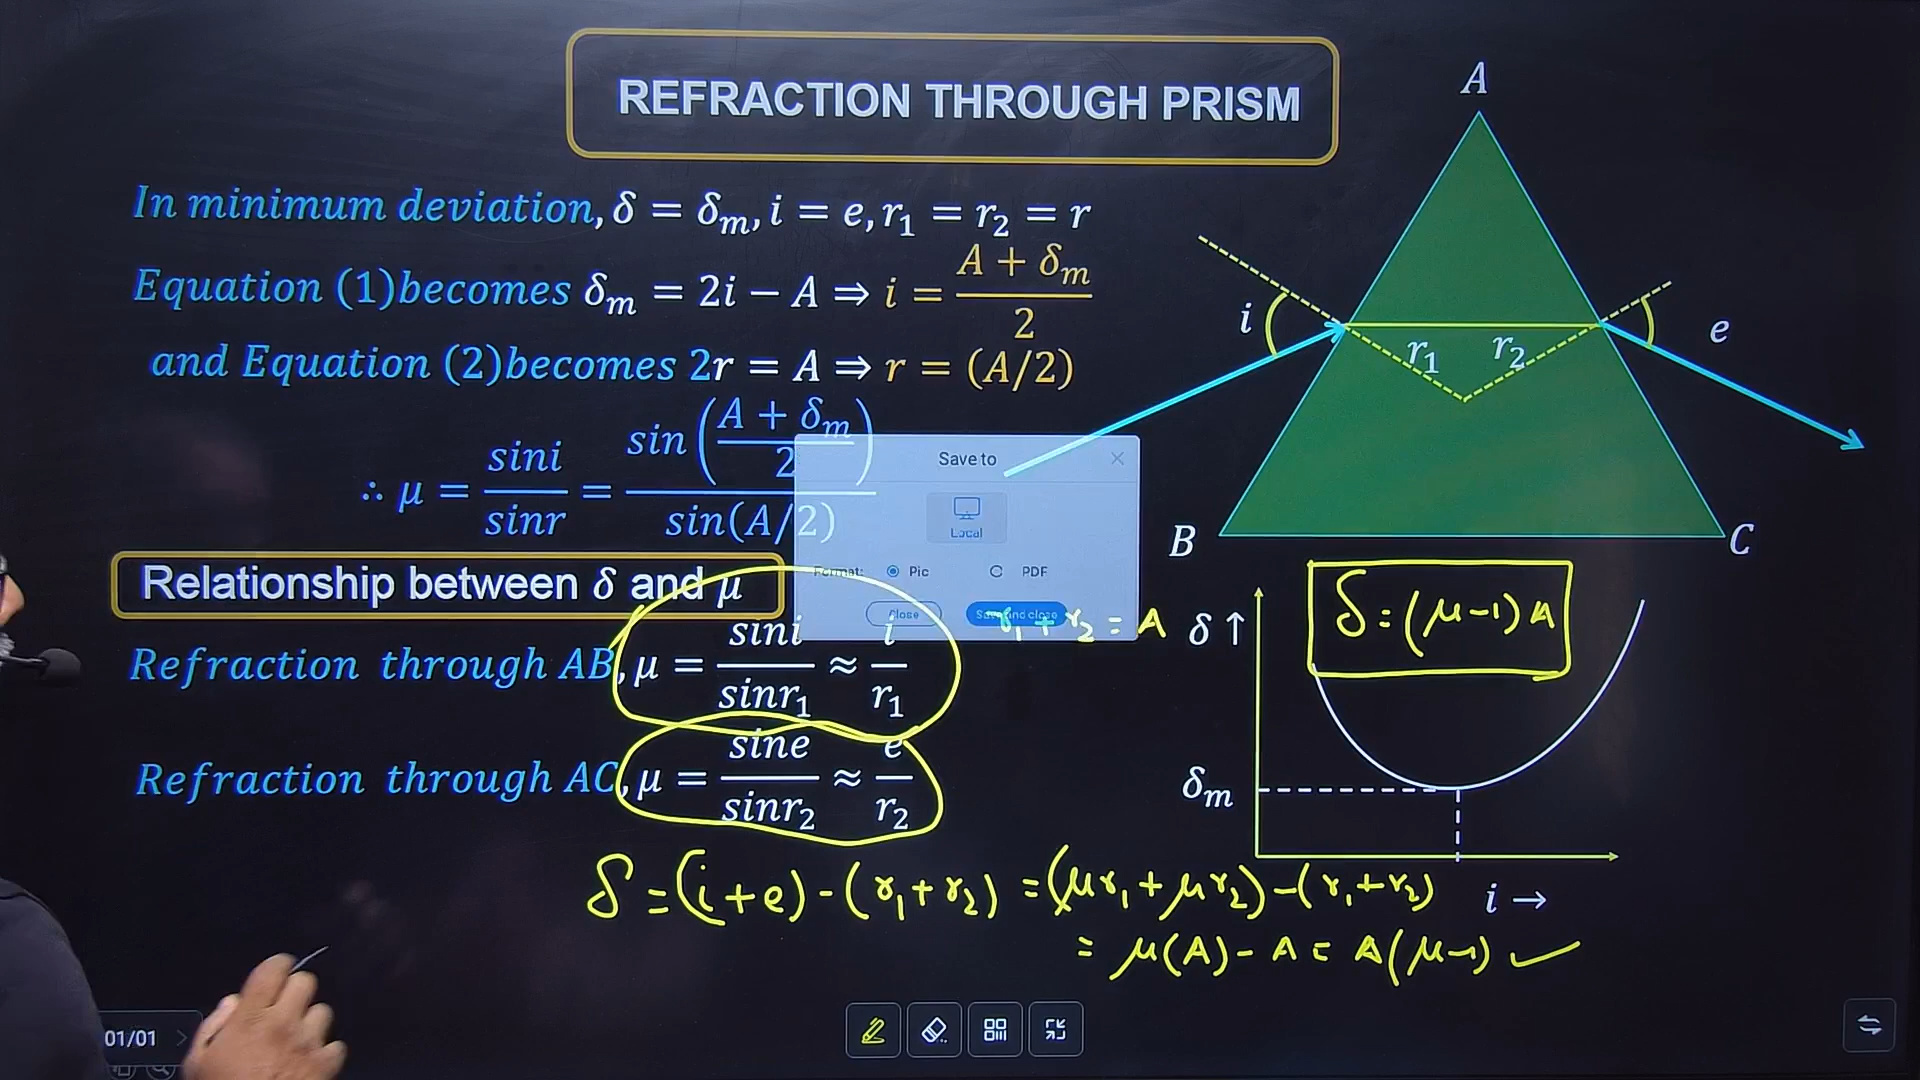 REFRACTION THROUGH PRISM
In minimum deviation, δ = δₘ, i = e, r₁ = r₂ = r
Equation (1)becomes δₘ = 2i − A ⇒ i = (A + δₘ)/2
and Equation (2)becomes 2r = A ⇒ r = (A/2)
∴ μ = sini/sinr = sin((A + δₘ)/2)/sin(A/2)
Relationship between δ and μ
Refraction through AB, μ = sini/sinr₁ ≈ i/r₁
Refraction through AC, μ = sine/sinr₂ ≈ e/r₂
r₁ + r₂ = A
δ = (i+e) - (r₁+r₂) = (μr₁ + μr₂) - (r₁+r₂)
= μ(A) - A = A(μ-1) ✓
Save to
Local
Format: Pic PDF
Close Save and close
A
i
r₁ r₂
e
B C
δ = (μ-1) A
δ ↑
δₘ
i →
01/01 >